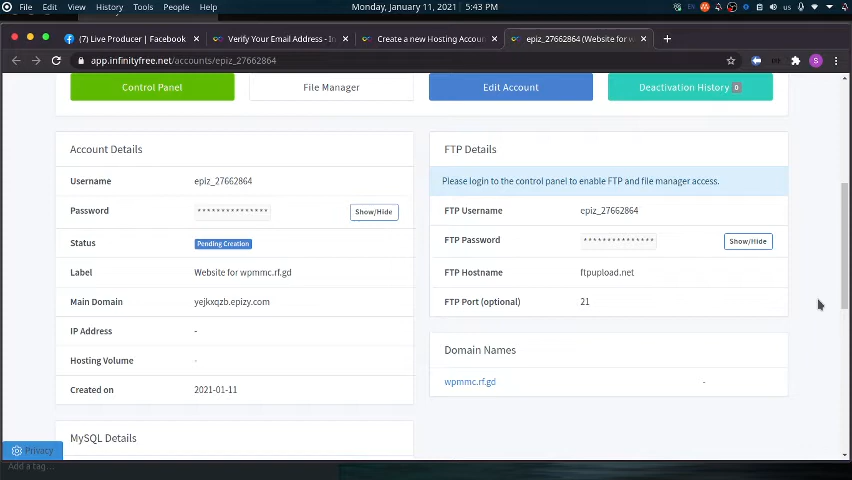 File Edit View History Tools People Help
Monday, January 11, 2021 5:43 PM
(7) Live Producer | Facebook
Verify Your Email Address - In
Create a new Hosting Accoun
epiz_27662864 (Website for w
app.infinityfree.net/accounts/epiz_27662864
Control Panel
File Manager
Edit Account
Deactivation History 0
Account Details
Username epiz_27662864
Password *************** Show/Hide
Status Pending Creation
Label Website for wpmmc.rf.gd
Main Domain yejkxqzb.epizy.com
IP Address -
Hosting Volume -
Created on 2021-01-11
MySQL Details
FTP Details
Please login to the control panel to enable FTP and file manager access.
FTP Username epiz_27662864
FTP Password *************** Show/Hide
FTP Hostname ftpupload.net
FTP Port (optional) 21
Domain Names
wpmmc.rf.gd -
Privacy
Add a tag...